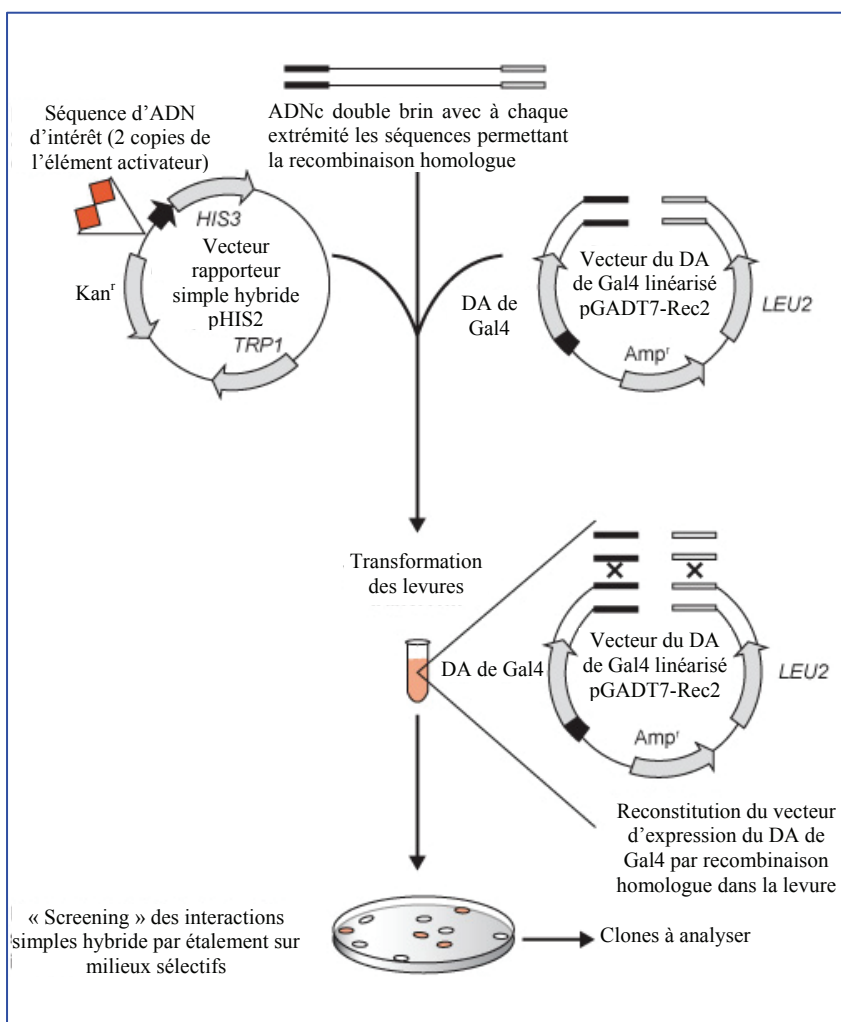 Séquence d'ADN
d'intérêt (2 copies de
l'élément activateur)
ADNc double brin avec à chaque
extrémité les séquences permettant
la recombinaison homologue
HIS3
Vecteur
rapporteur
simple hybride
pHIS2
Kanʳ
TRP1
DA de
Gal4
Vecteur du DA
de Gal4 linéarisé
pGADT7-Rec2
LEU2
Ampʳ
Transformation
des levures
DA de Gal4
Vecteur du DA
de Gal4 linéarisé
pGADT7-Rec2
LEU2
Ampʳ
Reconstitution du vecteur
d'expression du DA de
Gal4 par recombinaison
homologue dans la levure
« Screening » des interactions
simples hybride par étalement sur
milieux sélectifs
Clones à analyser